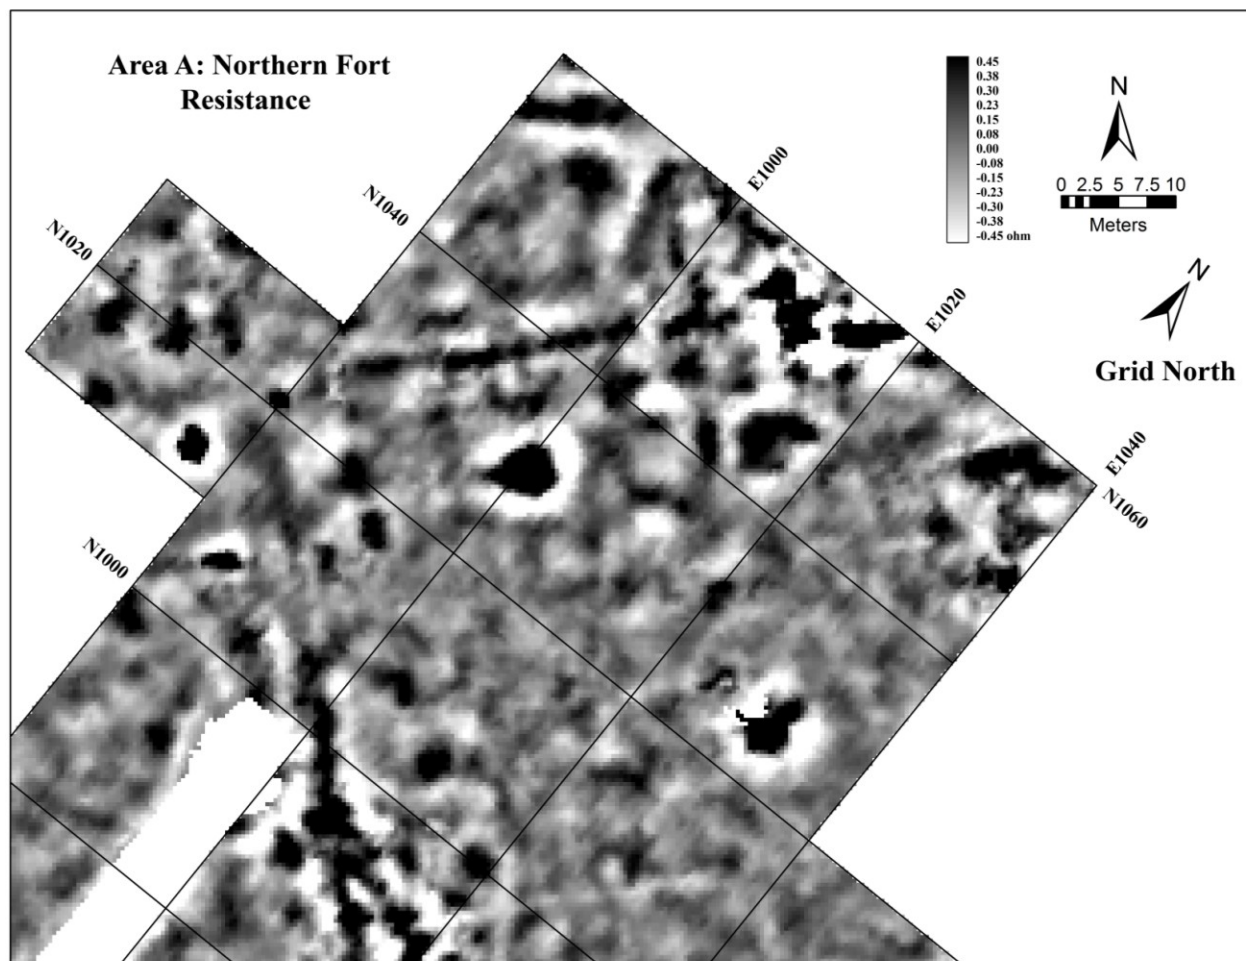 Area A: Northern Fort
Resistance
0.45
0.38
0.30
0.23
0.15
0.08
0.00
-0.08
-0.15
-0.23
-0.30
-0.38
-0.45 ohm
N
0 2.5 5 7.5 10
Meters
N
Grid North
E1000
N1040
N1020
E1020
E1040
N1060
N1000